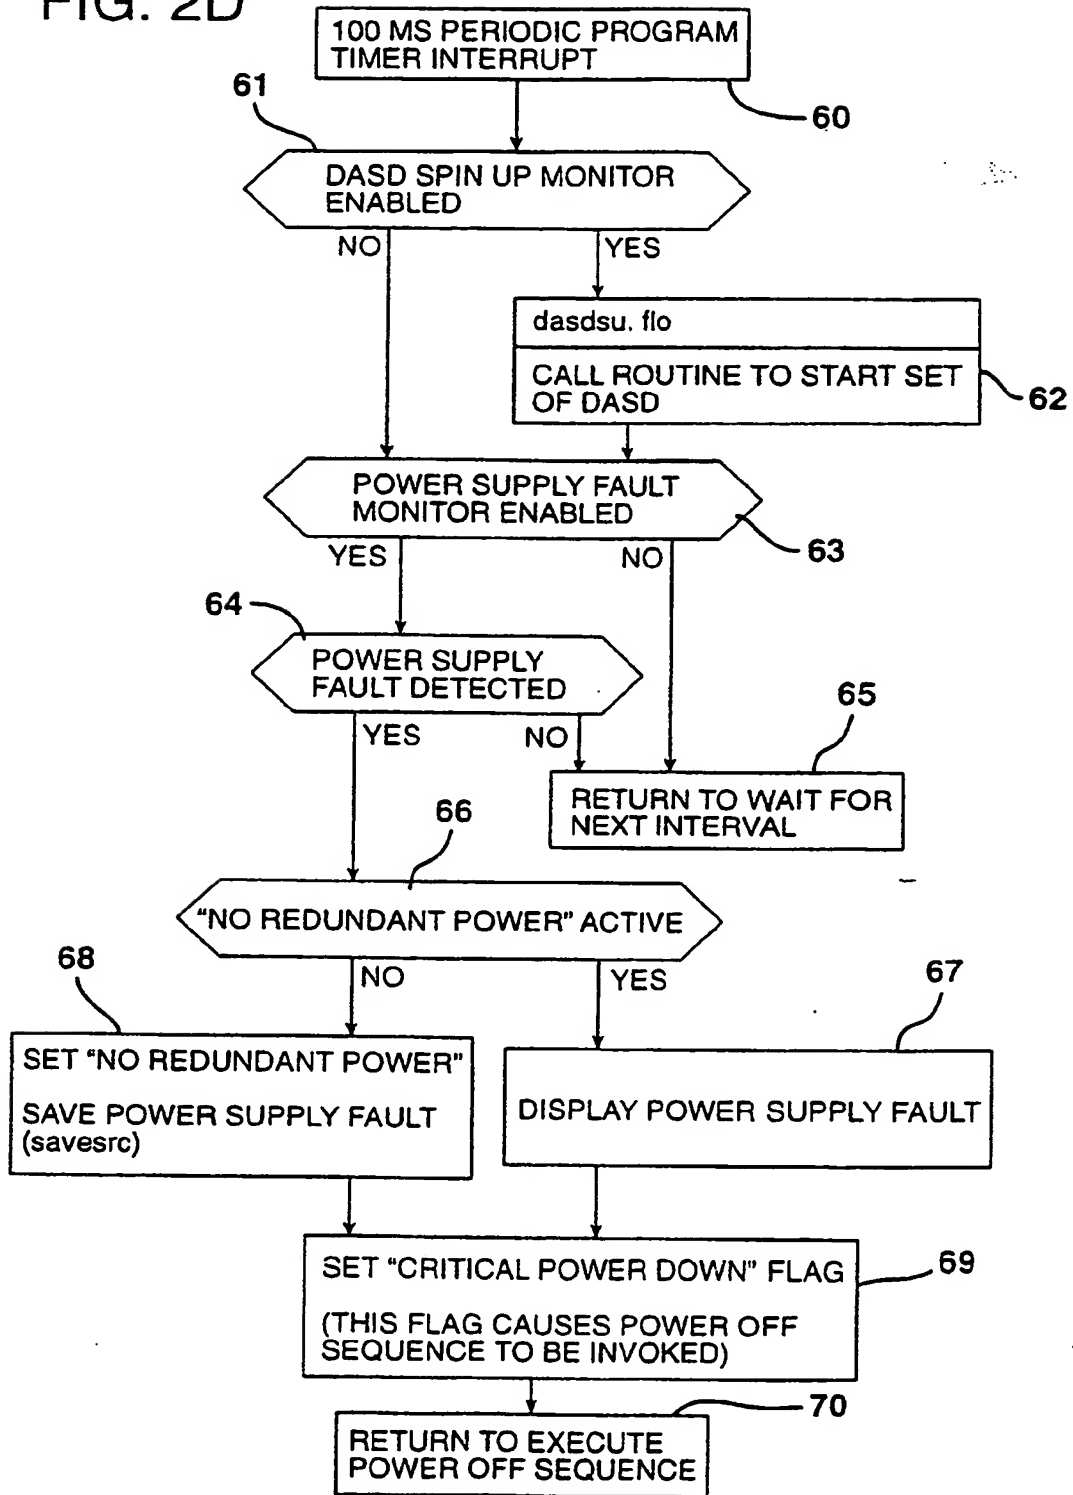 FIG. 2D
100 MS PERIODIC PROGRAM
TIMER INTERRUPT
60
61
DASD SPIN UP MONITOR
ENABLED
NO
YES
dasdsu. flo
CALL ROUTINE TO START SET
OF DASD
62
POWER SUPPLY FAULT
MONITOR ENABLED
63
YES
NO
64
POWER SUPPLY
FAULT DETECTED
65
YES
NO
RETURN TO WAIT FOR
NEXT INTERVAL
66
"NO REDUNDANT POWER" ACTIVE
68
NO
YES
67
SET "NO REDUNDANT POWER"
SAVE POWER SUPPLY FAULT
(savesrc)
DISPLAY POWER SUPPLY FAULT
SET "CRITICAL POWER DOWN" FLAG
69
(THIS FLAG CAUSES POWER OFF
SEQUENCE TO BE INVOKED)
70
RETURN TO EXECUTE
POWER OFF SEQUENCE